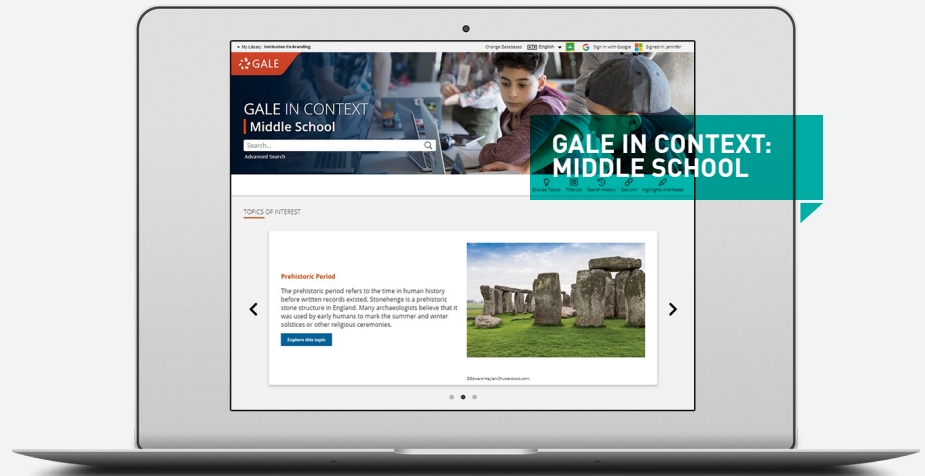 My Library Institution Co-branding
Change Databases English Sign in with Google Signed in: Jennifer
GALE
GALE IN CONTEXT
Middle School
Search...
Advanced Search
GALE IN CONTEXT:
MIDDLE SCHOOL
Browse Topics Title List Search History Get Link Highlights And Notes
TOPICS OF INTEREST
Prehistoric Period
The prehistoric period refers to the time in human history
before written records existed. Stonehenge is a prehistoric
stone structure in England. Many archaeologists believe that it
was used by early humans to mark the summer and winter
solstices or other religious ceremonies.
Explore this topic